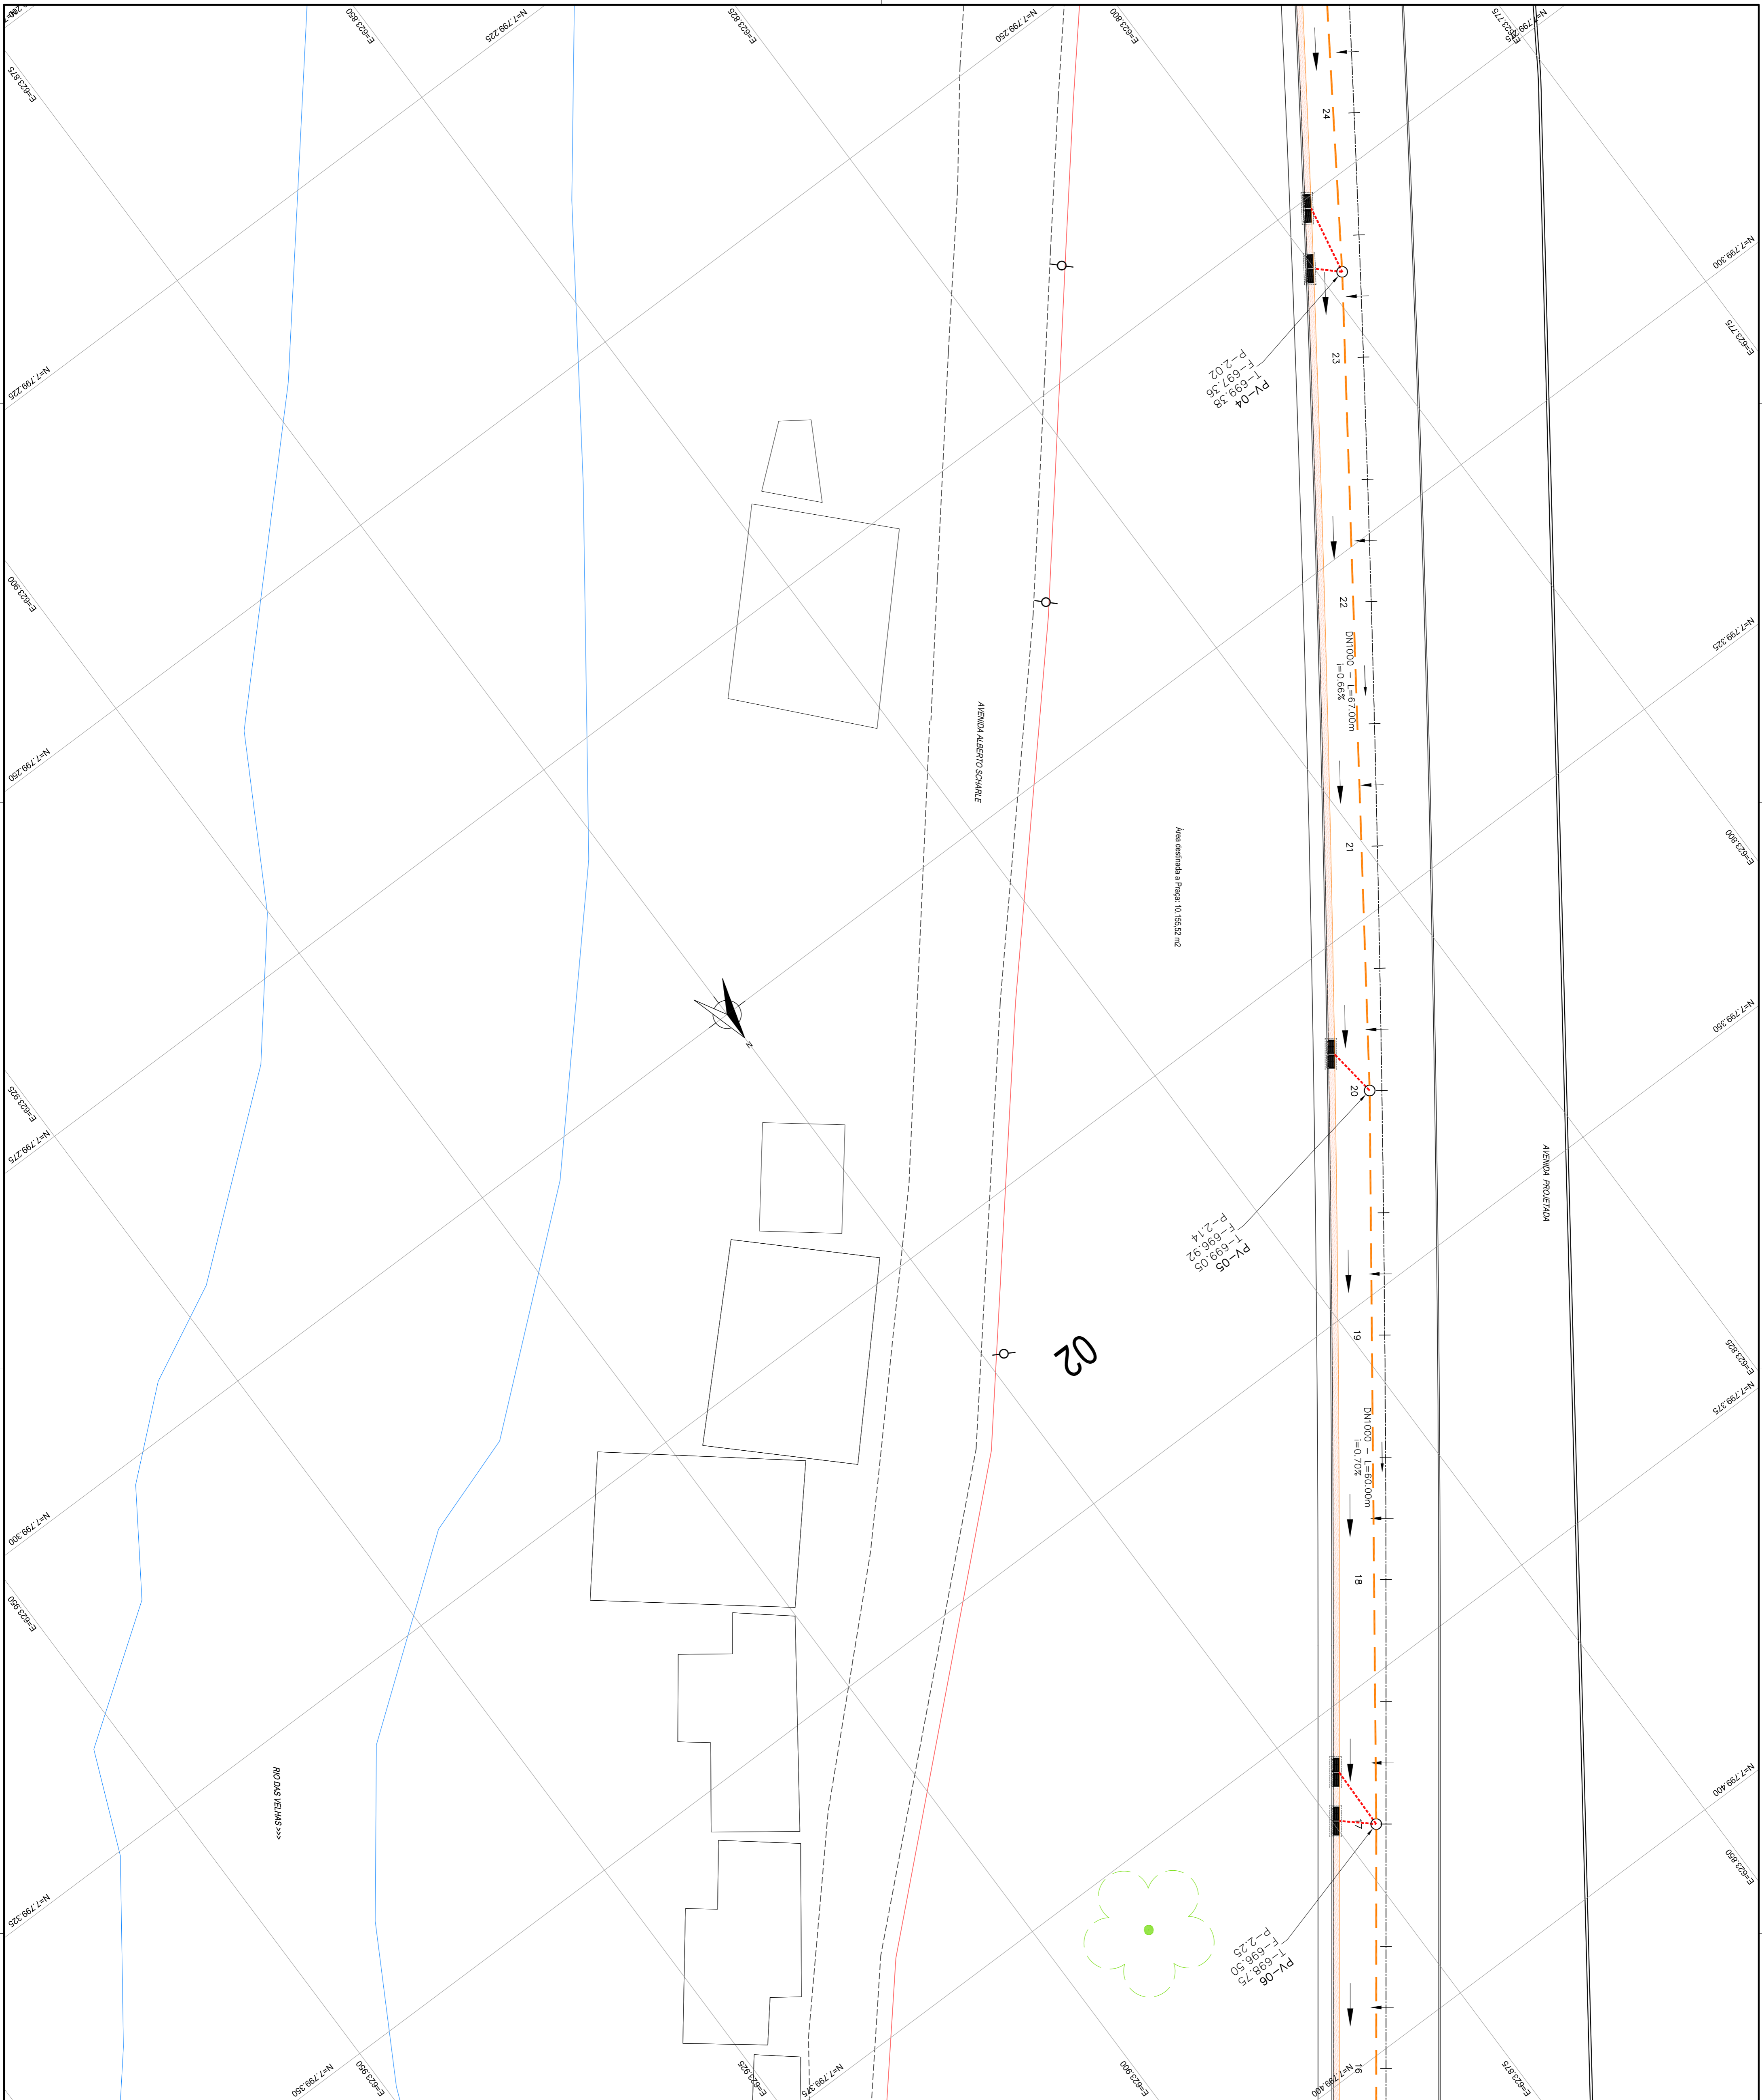 E=623.850
N=7.799.225
E=623.825
N=7.799.250
E=623.800
E=623.775
E=623.875
24
N=7.799.300
E=623.775
23
PV-04
T-699.38
F-697.36
P-2.02
N=7.799.225
22
E=623.900
N=7.799.325
DN1000 - L=67.00m
i=0.66%
AVENIDA ALBERTO SCHARLE
N=7.799.250
21
E=623.800
Área destinada a Praça: 10.155,52 m2
N=7.799.350
N
20
E=623.925
N=7.799.275
PV-05
T-699.05
F-696.92
P-2.14
AVENIDA PROJETADA
19
02
E=623.825
N=7.799.375
DN1000 - L=60.00m
i=0.70%
N=7.799.300
18
E=623.950
RIO DAS VELHAS >>>
N=7.799.400
17
E=623.850
N=7.799.325
PV-06
T-698.75
F-696.50
P-2.25
16
N=7.799.350
E=623.950
E=623.925
N=7.799.375
E=623.900
N=7.799.400
E=623.875